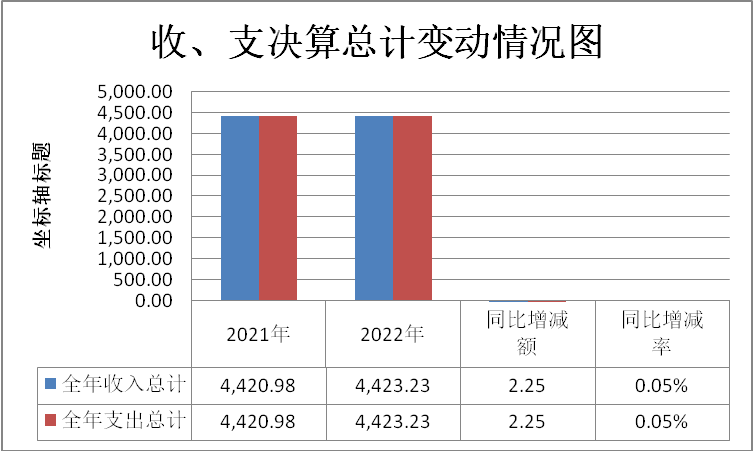 收、支决算总计变动情况图
坐标轴标题
5,000.00
4,500.00
4,000.00
3,500.00
3,000.00
2,500.00
2,000.00
1,500.00
1,000.00
500.00
0.00
2021年 2022年 同比增减额 同比增减率
全年收入总计 4,420.98 4,423.23 2.25 0.05%
全年支出总计 4,420.98 4,423.23 2.25 0.05%